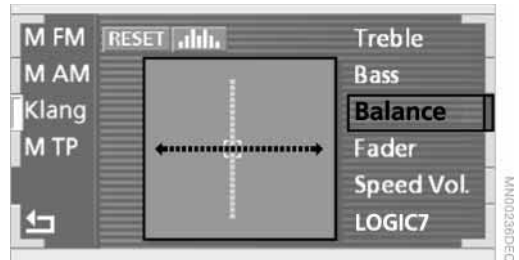 M FM
M AM
Klang
M TP
RESET
Treble
Bass
Balance
Fader
Speed Vol.
LOGIC7
MN00236DEC